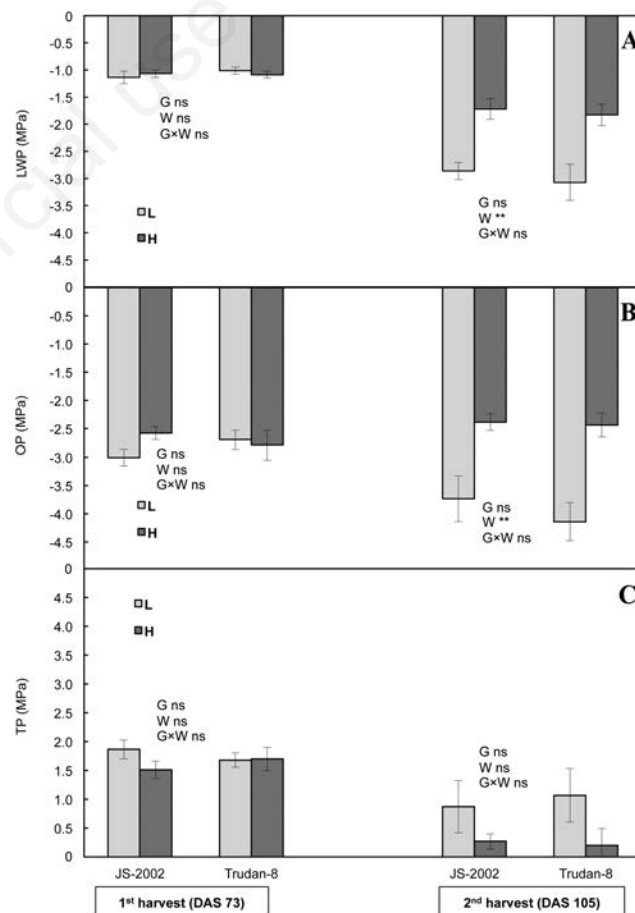 rcial use
0
-0.5
-1.0
-1.5
-2.0
-2.5
-3.0
-3.5
-4.0
-4.5
LWP (MPa)
A
G ns
W ns
G×W ns
L
H
G ns
W **
G×W ns
0
-0.5
-1.0
-1.5
-2.0
-2.5
-3.0
-3.5
-4.0
-4.5
OP (MPa)
B
G ns
W ns
G×W ns
L
H
G ns
W **
G×W ns
0
4.5
4.0
3.5
3.0
2.5
2.0
1.5
1.0
0.5
0
TP (MPa)
C
L
H
G ns
W ns
G×W ns
G ns
W ns
G×W ns
JS-2002 Trudan-8 JS-2002 Trudan-8
1st harvest (DAS 73) 2nd harvest (DAS 105)